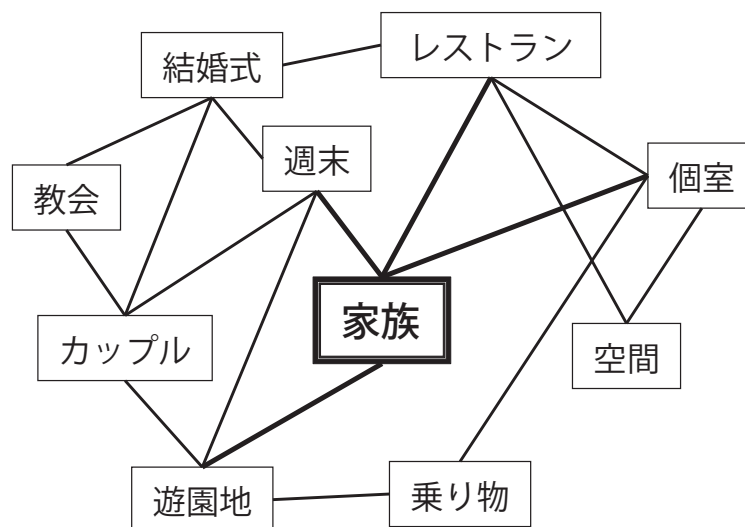 結婚式
レストラン
週末
個室
教会
家族
カップル
空間
遊園地
乗り物